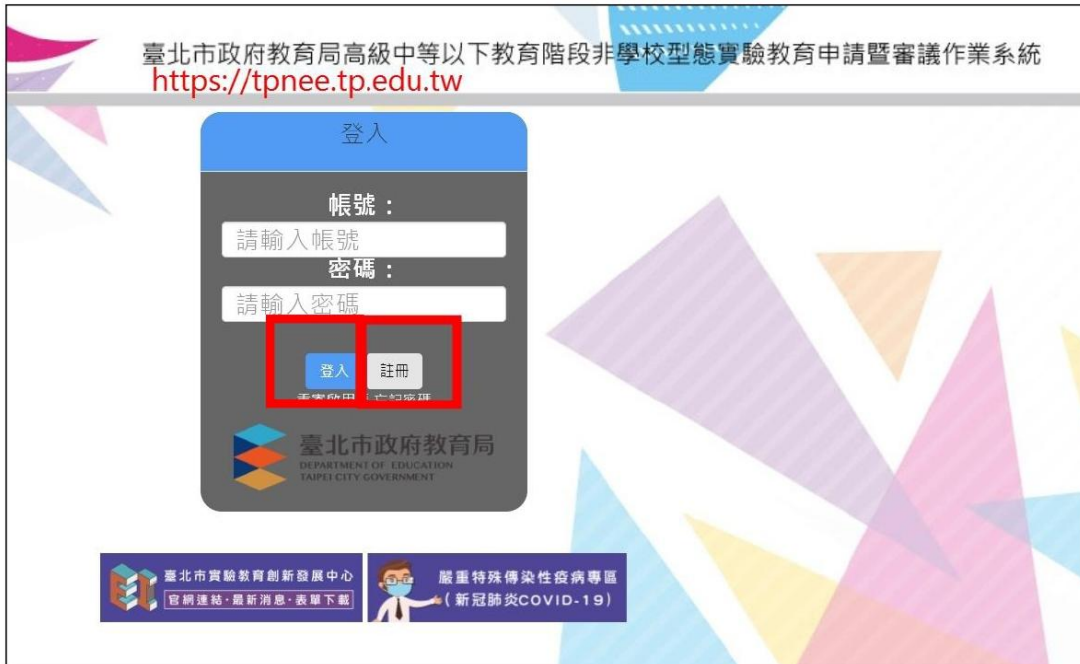 臺北市政府教育局高級中等以下教育階段非學校型態實驗教育申請暨審議作業系統
https://tpnee.tp.edu.tw
登入
帳號：
請輸入帳號
密碼：
請輸入密碼
登入 註冊
忘記密碼
臺北市政府教育局
DEPARTMENT OF EDUCATION
TAIPEI CITY GOVERNMENT
臺北市實驗教育創新發展中心
官網連結·最新消息·表單下載
嚴重特殊傳染性疫病專區
(新冠肺炎COVID-19)